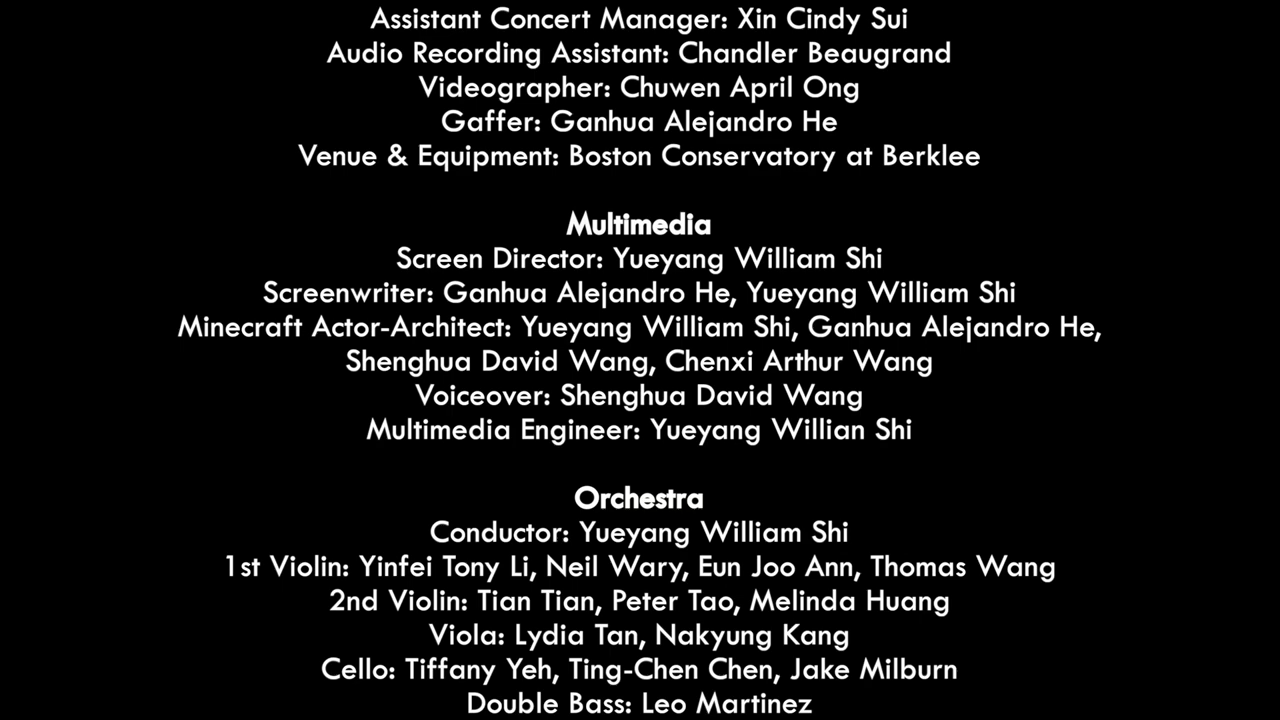 Assistant Concert Manager: Xin Cindy Sui
Audio Recording Assistant: Chandler Beaugrand
Videographer: Chuwen April Ong
Gaffer: Ganhua Alejandro He
Venue & Equipment: Boston Conservatory at Berklee
Multimedia
Screen Director: Yueyang William Shi
Screenwriter: Ganhua Alejandro He, Yueyang William Shi
Minecraft Actor-Architect: Yueyang William Shi, Ganhua Alejandro He,
Shenghua David Wang, Chenxi Arthur Wang
Voiceover: Shenghua David Wang
Multimedia Engineer: Yueyang Willian Shi
Orchestra
Conductor: Yueyang William Shi
1st Violin: Yinfei Tony Li, Neil Wary, Eun Joo Ann, Thomas Wang
2nd Violin: Tian Tian, Peter Tao, Melinda Huang
Viola: Lydia Tan, Nakyung Kang
Cello: Tiffany Yeh, Ting-Chen Chen, Jake Milburn
Double Bass: Leo Martinez